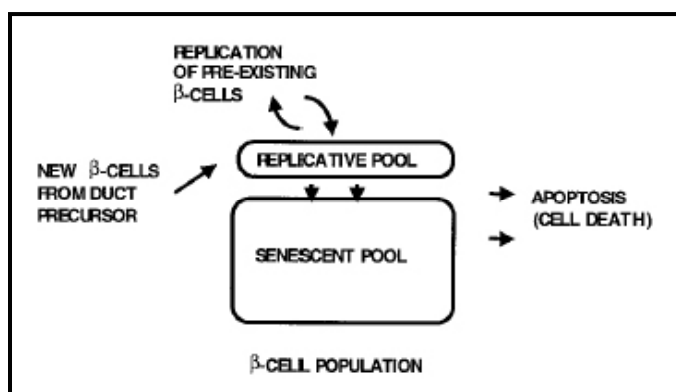 REPLICATION
OF PRE-EXISTING
β-CELLS
REPLICATIVE POOL
NEW β-CELLS
FROM DUCT
PRECURSOR
APOPTOSIS
(CELL DEATH)
SENESCENT POOL
β-CELL POPULATION